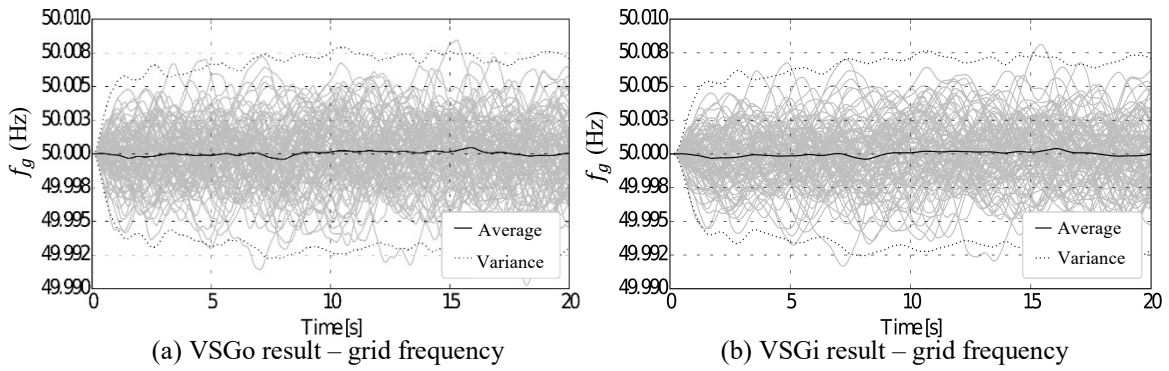 50.010
50.008
50.005
50.003
50.000
49.998
49.995
49.992
49.990
f_g (Hz)
0 5 10 15 20
Time[s]
Average
Variance
(a) VSGo result – grid frequency
50.010
50.008
50.005
50.003
50.000
49.998
49.995
49.992
49.990
f_g (Hz)
0 5 10 15 20
Time[s]
Average
Variance
(b) VSGi result – grid frequency